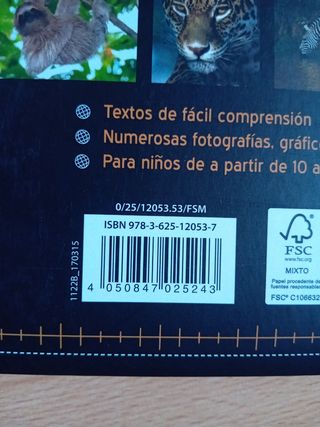 Textos de fácil comprensión
Numerosas fotografías, gráfic
Para niños de a partir de 10 a
0/25/12053.53/FSM
ISBN 978-3-625-12053-7
1122B_170315
4 050847 025243
FSC
www.fsc.org
MIXTO
Papel procedente de
fuentes responsables
FSC® C106632